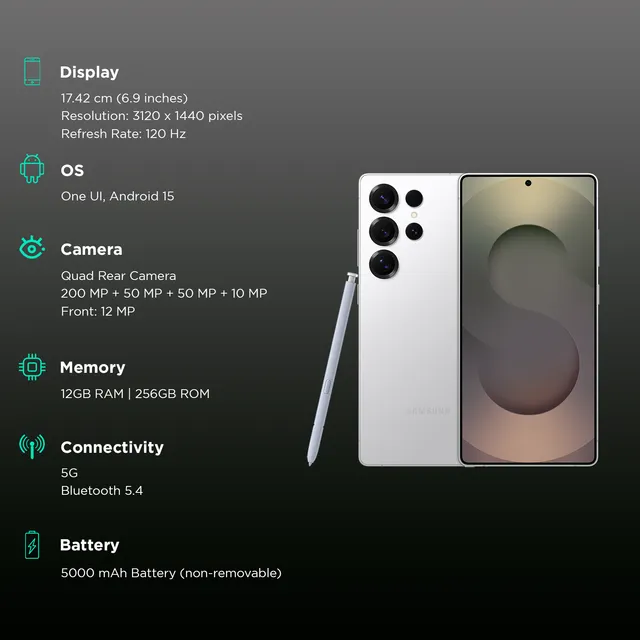 Display
17.42 cm (6.9 inches)
Resolution: 3120 x 1440 pixels
Refresh Rate: 120 Hz
OS
One UI, Android 15
Camera
Quad Rear Camera
200 MP + 50 MP + 50 MP + 10 MP
Front: 12 MP
Memory
12GB RAM | 256GB ROM
SAMSUNG
Connectivity
5G
Bluetooth 5.4
Battery
5000 mAh Battery (non-removable)